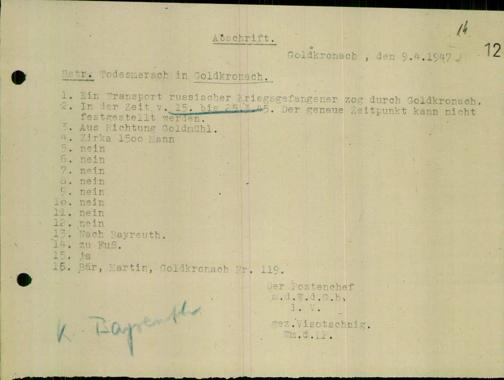 14
12
Abschrift.
Goldkronach , den 9.4.1947
Betr. Todesmarsch in Goldkronach.
1. Ein Transport russischer Kriegsgefangener zog durch Goldkronach.
2. In der Zeit v. 15. bis 45. Der genaue Zeitpunkt kann nicht
festgestellt werden.
3. Aus Richtung Goldmühl.
4. Zirka 1500 Mann
5. nein
6. nein
7. nein
8. nein
9. nein
10. nein
11. nein
12. nein
13. Nach Bayreuth.
14. zu Fuß.
15. ja
16. Bär, Martin, Goldkronach Nr. 119.
Der Postenchef
m.d.W.d.G.b.
i. V.
gez.Visotschnig.
K. Bayreuth